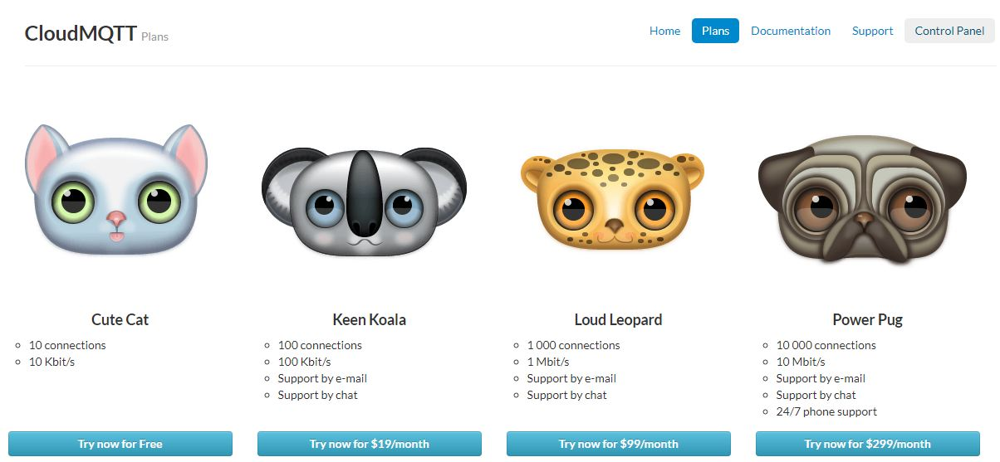 CloudMQTT Plans
Home Plans Documentation Support Control Panel
Cute Cat
10 connections
10 Kbit/s
Try now for Free
Keen Koala
100 connections
100 Kbit/s
Support by e-mail
Support by chat
Try now for $19/month
Loud Leopard
1 000 connections
1 Mbit/s
Support by e-mail
Support by chat
Try now for $99/month
Power Pug
10 000 connections
10 Mbit/s
Support by e-mail
Support by chat
24/7 phone support
Try now for $299/month